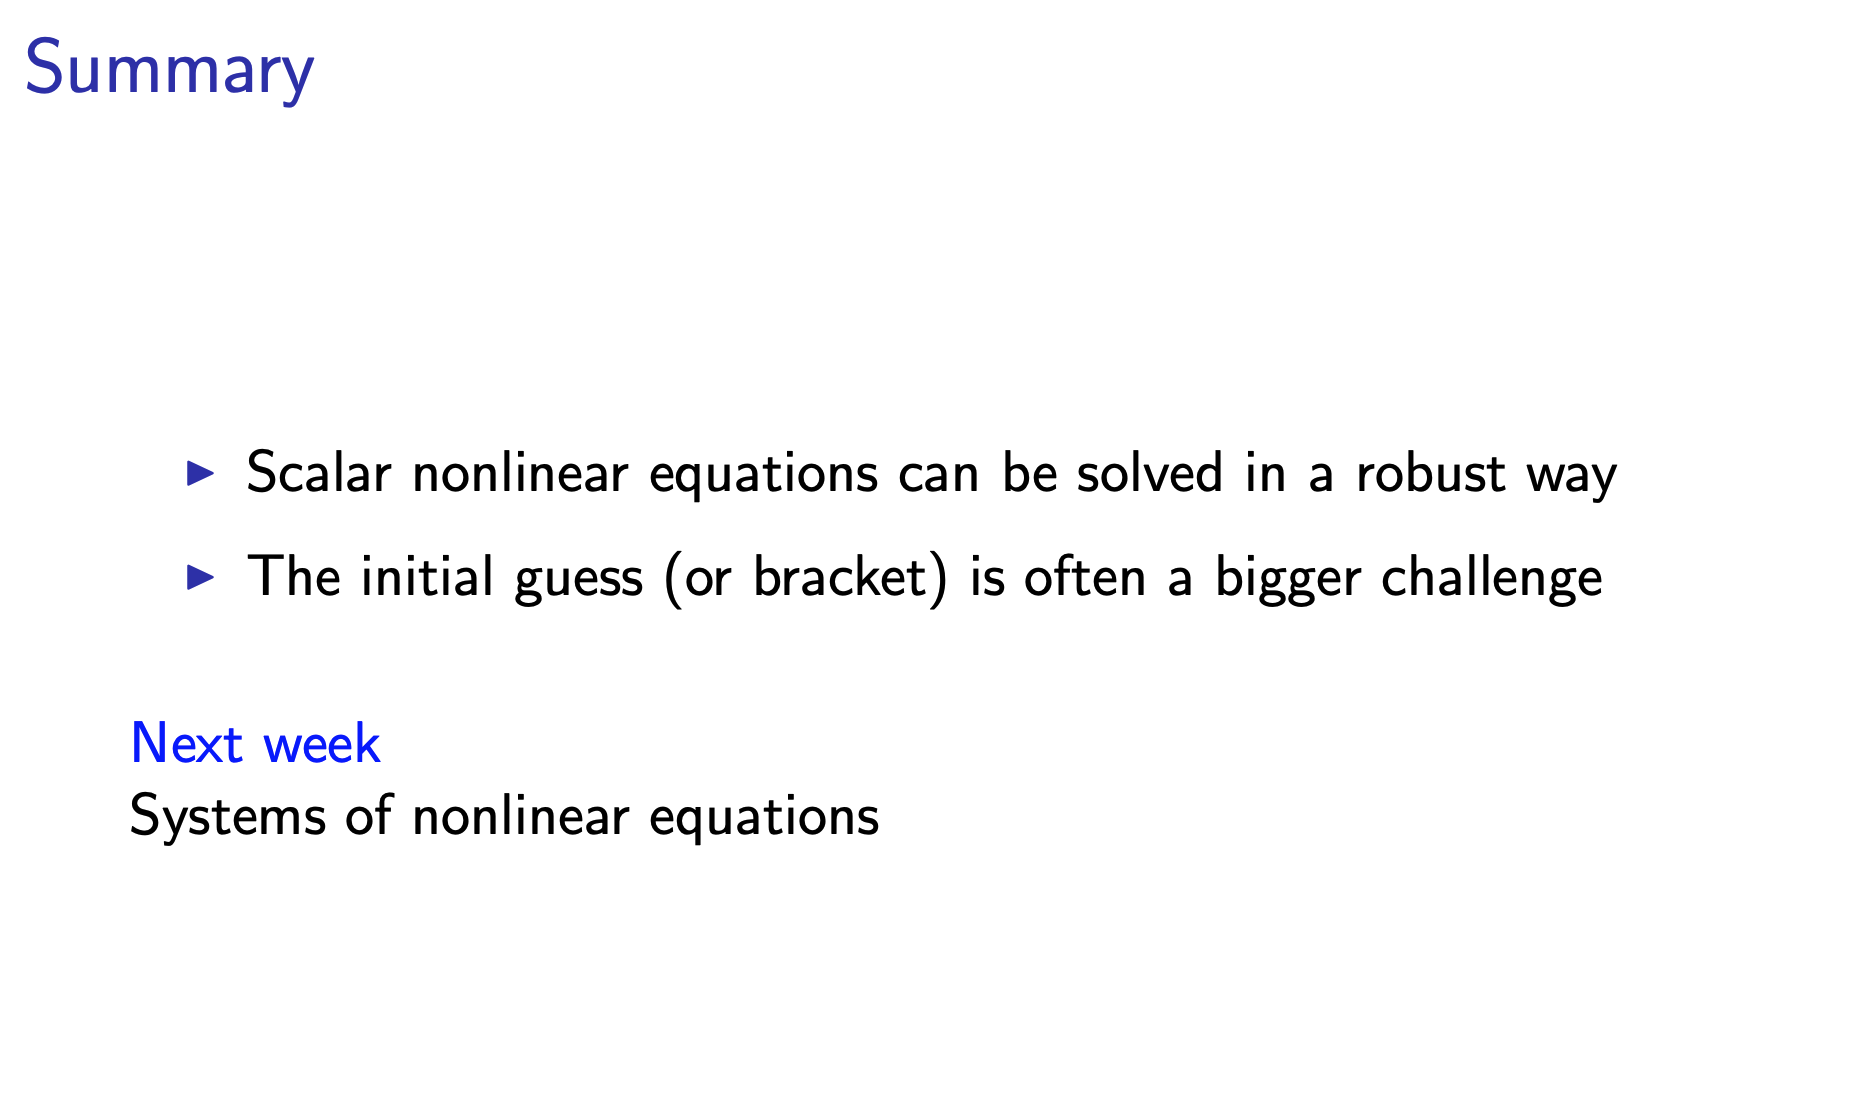 Summary
▶ Scalar nonlinear equations can be solved in a robust way
▶ The initial guess (or bracket) is often a bigger challenge
Next week
Systems of nonlinear equations